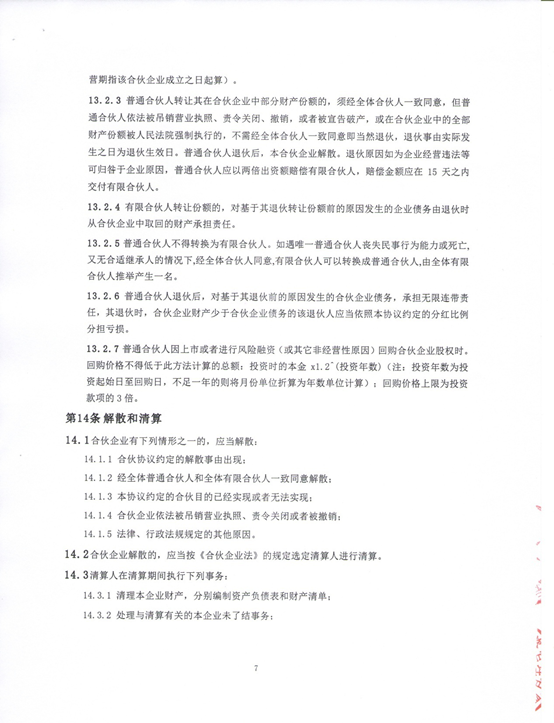 营期指该合伙企业成立之日起算）。
13.2.3 普通合伙人转让其在合伙企业中部分财产份额的，须经全体合伙人一致同意，但普
通合伙人依法被吊销营业执照、责令关闭、撤销，或者被宣告破产，或在合伙企业中的全部
财产份额被人民法院强制执行的，不需经全体合伙人一致同意即当然退伙，退伙事由实际发
生之日为退伙生效日。普通合伙人退伙后，本合伙企业解散。退伙原因如为企业经营违法等
可归咎于企业原因，普通合伙人应以两倍出资额赔偿有限合伙人，赔偿金额应在 15 天之内
交付有限合伙人。
13.2.4 有限合伙人转让份额的，对基于其退伙转让份额前的原因发生的企业债务由退伙时
从合伙企业中取回的财产承担责任。
13.2.5 普通合伙人不得转换为有限合伙人。如遇唯一普通合伙人丧失民事行为能力或死亡,
又无合适继承人的情况下,经全体合伙人同意,有限合伙人可以转换成普通合伙人,由全体有限
合伙人推举产生一名。
13.2.6 普通合伙人退伙后，对基于其退伙前的原因发生的合伙企业债务，承担无限连带责
任，其退伙时，合伙企业财产少于合伙企业债务的该退伙人应当依照本协议约定的分红比例
分担亏损。
13.2.7 普通合伙人因上市或者进行风险融资（或其它非经营性原因）回购合伙企业股权时。
回购价格不得低于此方法计算的总额：投资时的本金 x1.2^(投资年数)（注：投资年数为投
资起始日至回购日，不足一年的则将月份单位折算为年数单位计算）；回购价格上限为投资
款项的 3 倍。
第14条 解散和清算
14.1 合伙企业有下列情形之一的，应当解散：
14.1.1 合伙协议约定的解散事由出现；
14.1.2 经全体普通合伙人和全体有限合伙人一致同意解散；
14.1.3 本协议约定的合伙目的已经实现或者无法实现；
14.1.4 合伙企业依法被吊销营业执照、责令关闭或者被撤销；
14.1.5 法律、行政法规规定的其他原因。
14.2 合伙企业解散的，应当按《合伙企业法》的规定选定清算人进行清算。
14.3 清算人在清算期间执行下列事务：
14.3.1 清理本企业财产，分别编制资产负债表和财产清单；
14.3.2 处理与清算有关的本企业未了结事务；
7